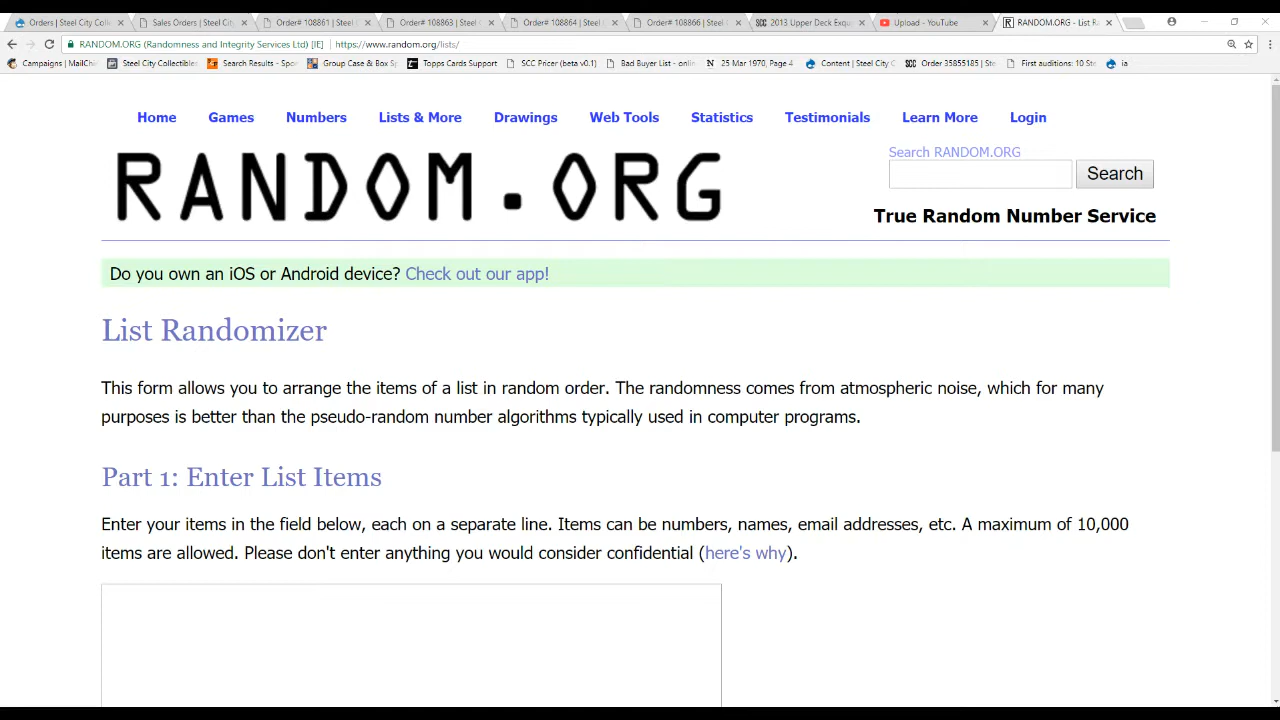 Orders | Steel City Colle
Sales Orders | Steel City
Order# 108861 | Steel C
Order# 108863 | Steel C
Order# 108864 | Steel C
Order# 108866 | Steel C
2013 Upper Deck Exqu
Upload - YouTube
RANDOM.ORG - List R
RANDOM.ORG (Randomness and Integrity Services Ltd) [IE] https://www.random.org/lists/
Campaigns | MailChi
Steel City Collectibles
Search Results - Spo
Group Case & Box Sp
Topps Cards Support
SCC Pricer (beta v0.1)
Bad Buyer List - onlin
25 Mar 1970, Page 4
Content | Steel City C
Order 35855185 | Ste
First auditions: 10 Ste
ia
Home Games Numbers Lists & More Drawings Web Tools Statistics Testimonials Learn More Login
RANDOM.ORG
Search RANDOM.ORG
Search
True Random Number Service
Do you own an iOS or Android device? Check out our app!
List Randomizer
This form allows you to arrange the items of a list in random order. The randomness comes from atmospheric noise, which for many
purposes is better than the pseudo-random number algorithms typically used in computer programs.
Part 1: Enter List Items
Enter your items in the field below, each on a separate line. Items can be numbers, names, email addresses, etc. A maximum of 10,000
items are allowed. Please don't enter anything you would consider confidential (here's why).